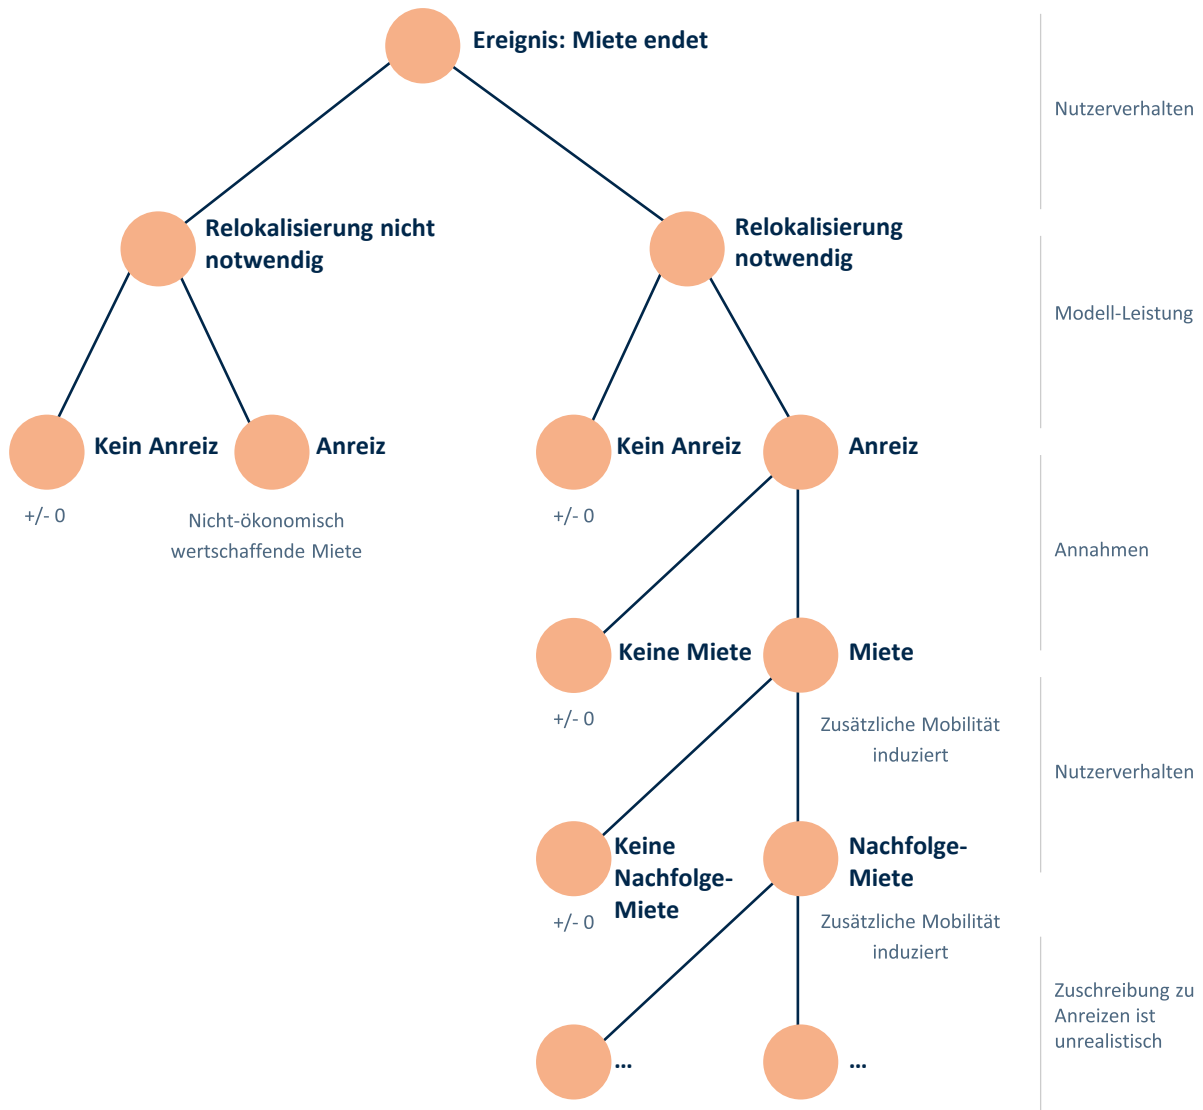 Ereignis: Miete endet
Nutzerverhalten
Relokalisierung nicht
notwendig
Relokalisierung
notwendig
Modell-Leistung
Kein Anreiz
Anreiz
Kein Anreiz
Anreiz
+/- 0
Nicht-ökonomisch
wertschaffende Miete
+/- 0
Annahmen
Keine Miete
Miete
+/- 0
Zusätzliche Mobilität
induziert
Nutzerverhalten
Keine
Nachfolge-
Miete
Nachfolge-
Miete
+/- 0
Zusätzliche Mobilität
induziert
Zuschreibung zu
Anreizen ist
unrealistisch
...
...